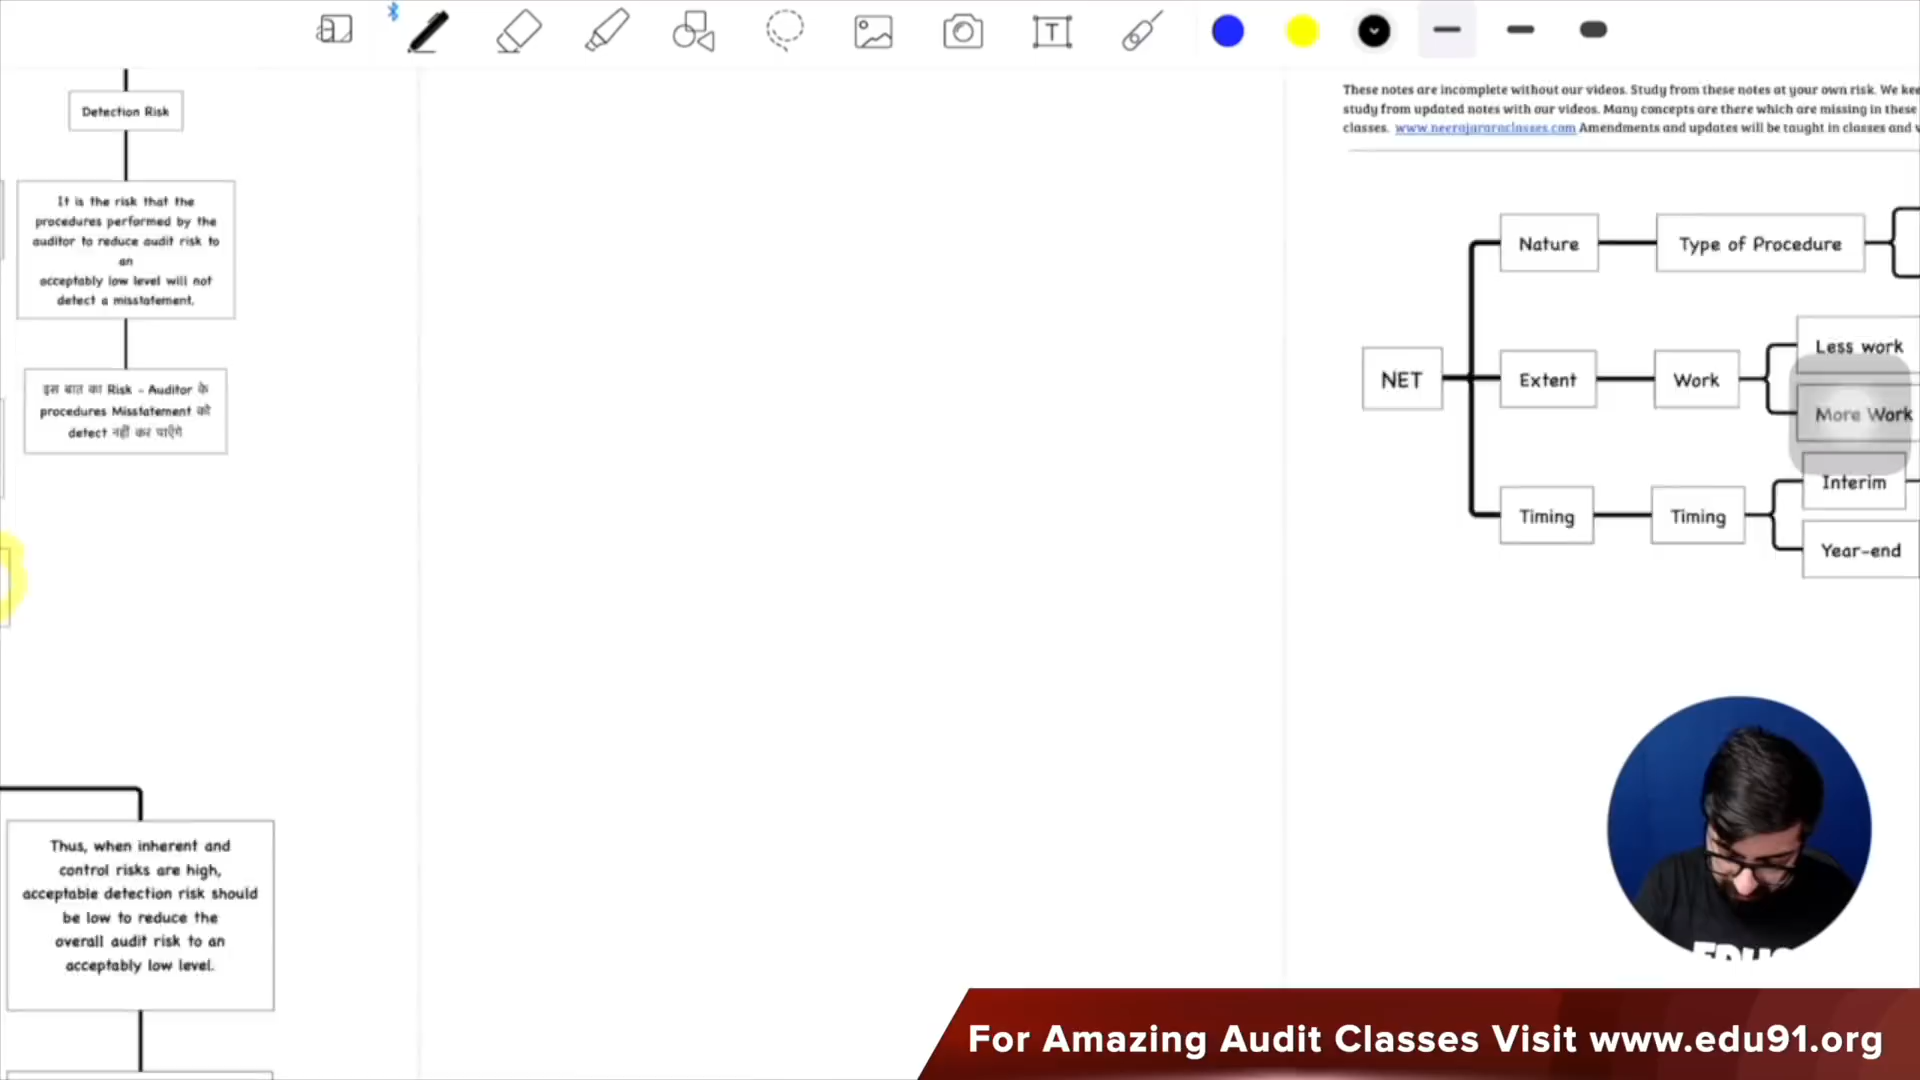 Detection Risk
It is the risk that the
procedures performed by the
auditor to reduce audit risk to
an
acceptably low level will not
detect a misstatement.
इस बात का Risk - Auditor के
procedures Misstatement को
detect नहीं कर पाएँगे
Thus, when inherent and
control risks are high,
acceptable detection risk should
be low to reduce the
overall audit risk to an
acceptably low level.
These notes are incomplete without our videos. Study from these notes at your own risk. We kee
study from updated notes with our videos. Many concepts are there which are missing in these
classes. www.neerajaroraclasses.com Amendments and updates will be taught in classes and
NET
Nature
Type of Procedure
Extent
Work
Less work
More Work
Timing
Timing
Interim
Year-end
For Amazing Audit Classes Visit www.edu91.org